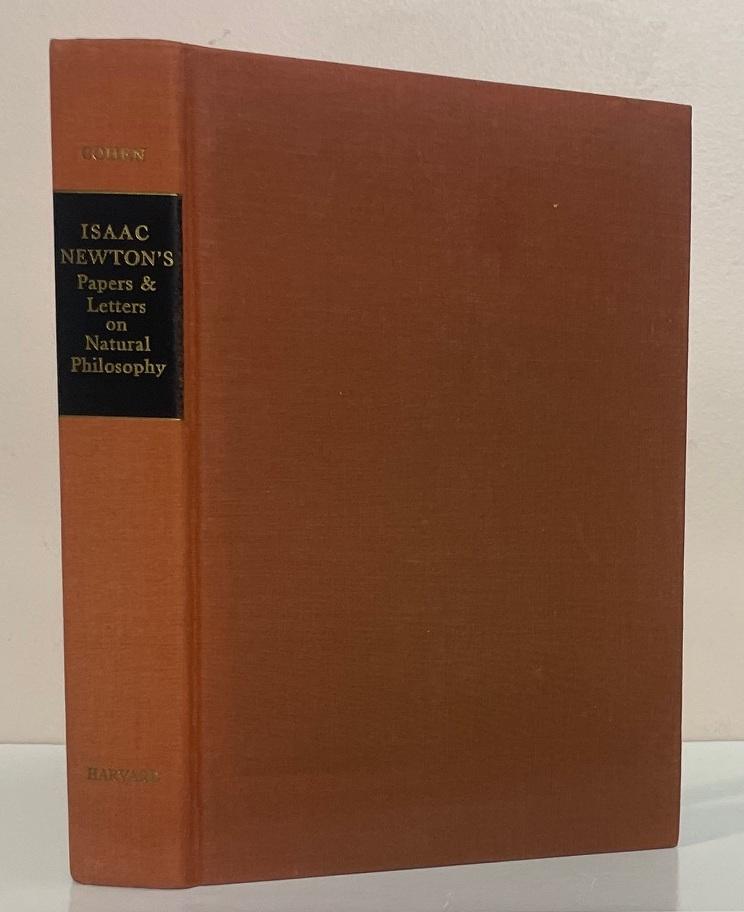 COHEN
ISAAC
NEWTON'S
Papers &
Letters
on
Natural
Philosophy
HARVARD